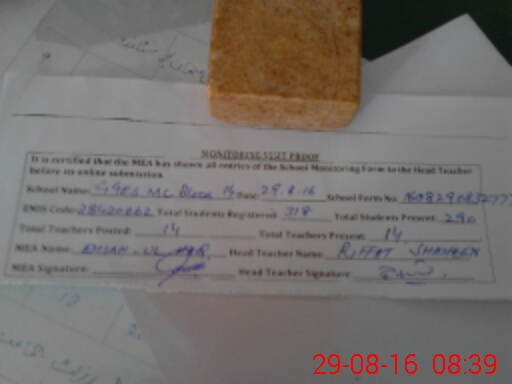 MONITORING VISIT PROOF
It is certified that the MEA has shown all entries of the School Monitoring Form to the Head Teacher
before its online submission.
School Name: GGES MC Block 14 Date: 29.8.16 School Form No.
EMIS Code: Total Students Registered: 318 Total Students Present: 290
Total Teachers Posted: 14 Total Teachers Present: 14
MEA Name: EHSAN-UL-HAQ Head Teacher Name: RIFFAT SHAHEEN
MEA Signature: Head Teacher Signature:
29-08-16 08:39